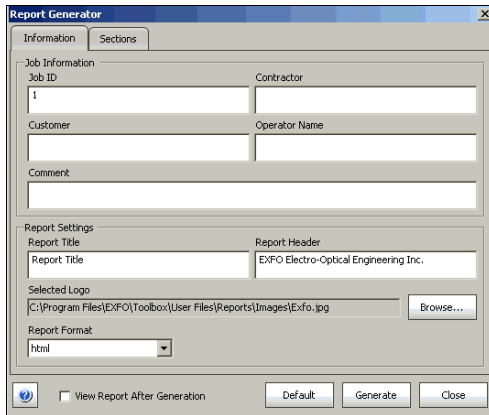 Report Generator
Information Sections
Job Information
Job ID Contractor
1
Customer Operator Name
Comment
Report Settings
Report Title Report Header
Report Title EXFO Electro-Optical Engineering Inc.
Selected Logo
C:\Program Files\EXFO\Toolbox\User Files\Reports\Images\Exfo.jpg Browse...
Report Format
html
View Report After Generation Default Generate Close